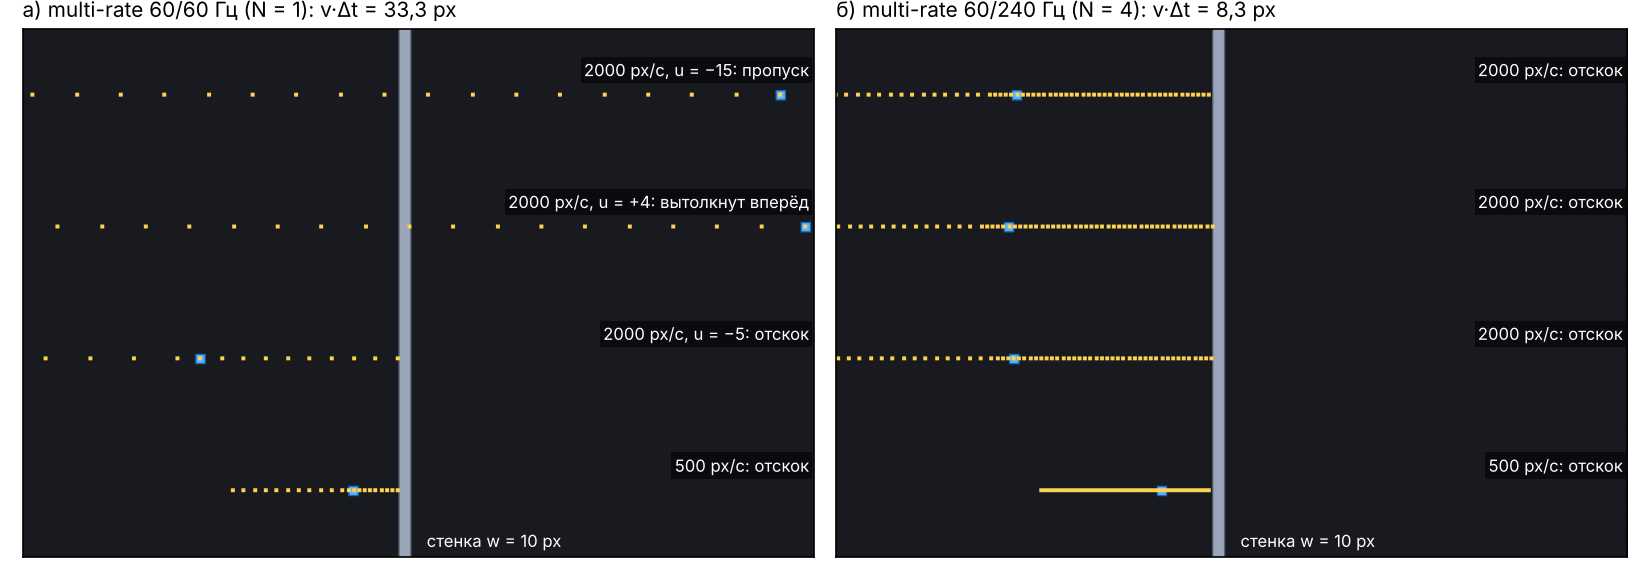 а) multi-rate 60/60 Гц (N = 1): v·Δt = 33,3 px
2000 px/с, u = −15: пропуск
2000 px/с, u = +4: вытолкнут вперёд
2000 px/с, u = −5: отскок
500 px/с: отскок
стенка w = 10 px
б) multi-rate 60/240 Гц (N = 4): v·Δt = 8,3 px
2000 px/с: отскок
2000 px/с: отскок
2000 px/с: отскок
500 px/с: отскок
стенка w = 10 px